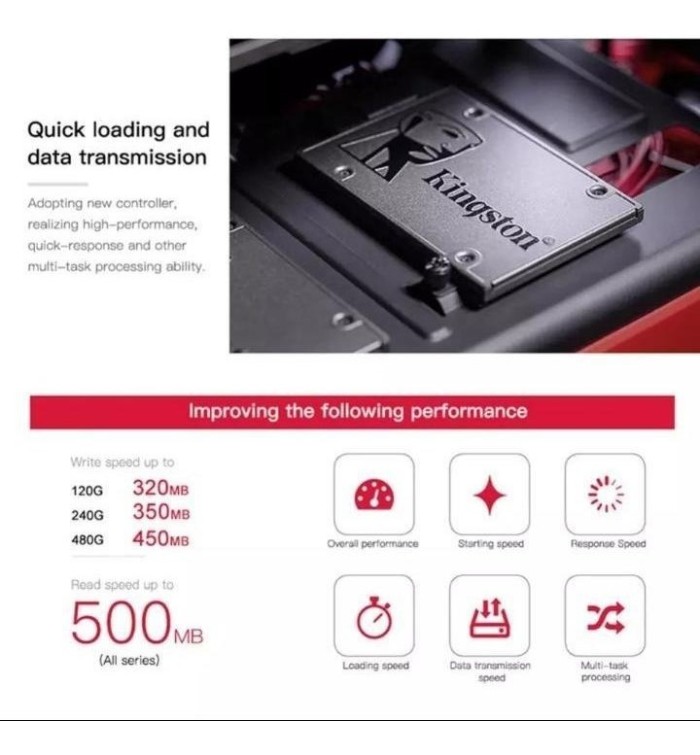 Quick loading and
data transmission
Adopting new controller,
realizing high-performance,
quick-response and other
multi-task processing ability.
Kingston
Improving the following performance
Write speed up to
120G 320MB
240G 350MB
480G 450MB
Read speed up to
500MB
(All series)
Overall performance
Starting speed
Response Speed
Loading speed
Data transmission
speed
Multi-task
processing